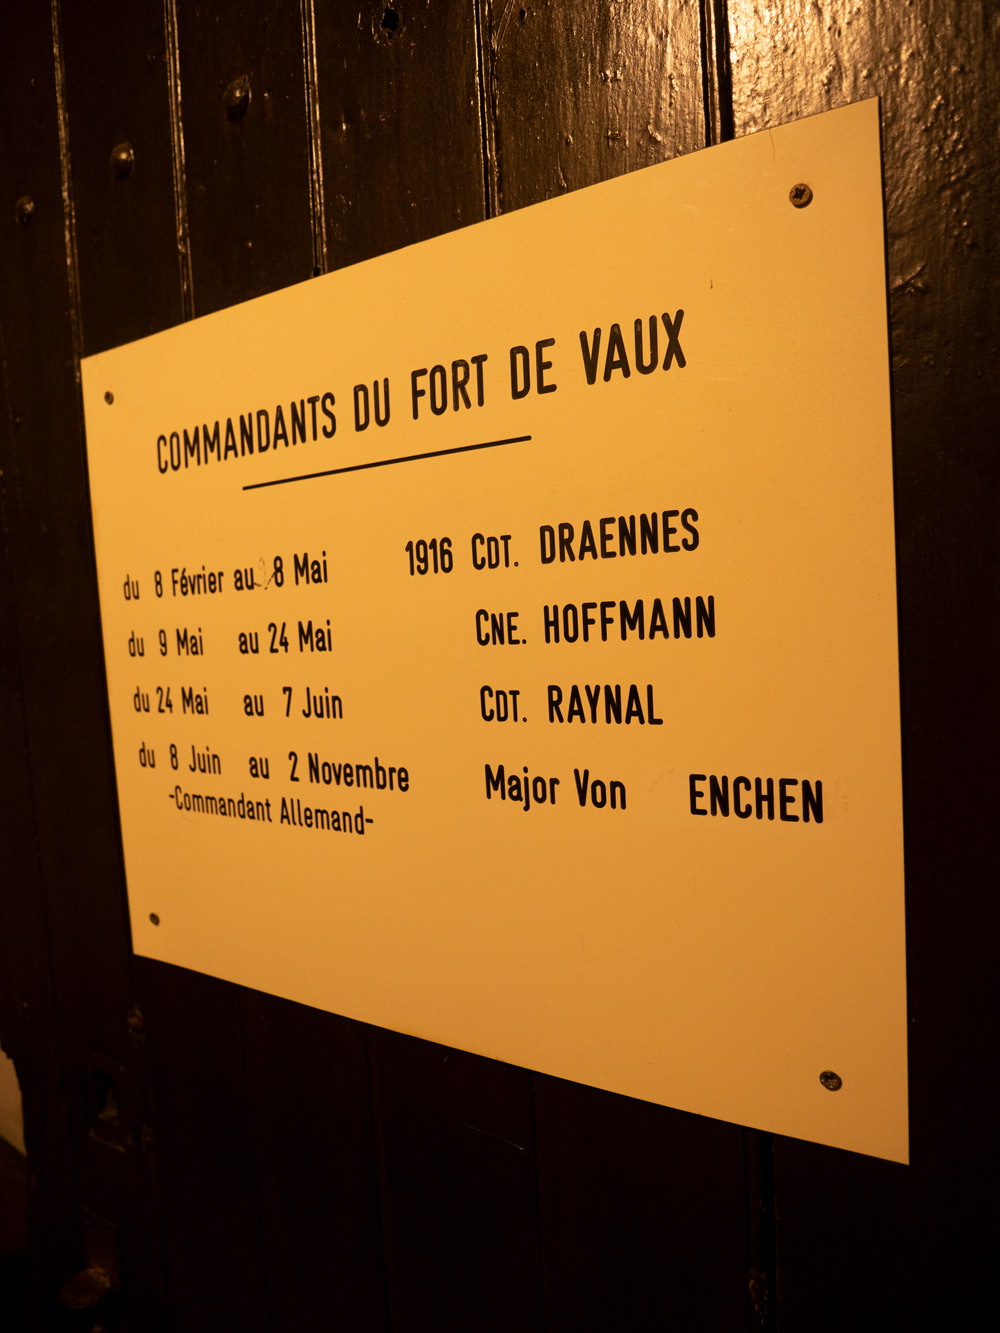 COMMANDANTS DU FORT DE VAUX
du 8 Février au 8 Mai 1916 CDT. DRAENNES
du 9 Mai au 24 Mai CNE. HOFFMANN
du 24 Mai au 7 Juin CDT. RAYNAL
du 8 Juin au 2 Novembre Major Von ENCHEN
-Commandant Allemand-